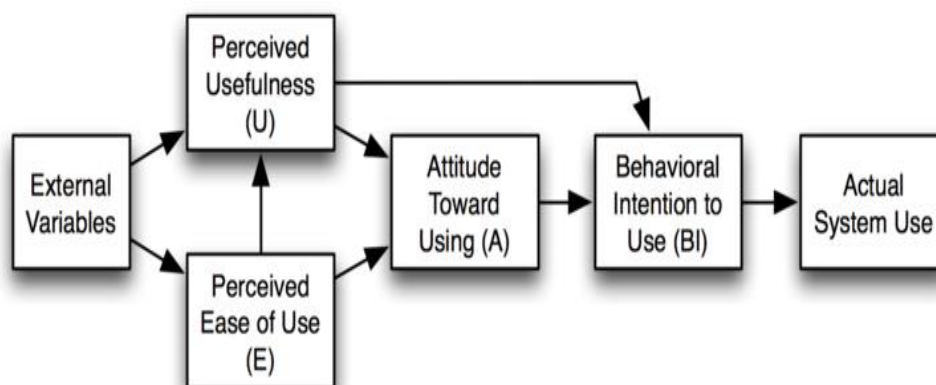 Perceived
Usefulness
(U)
External
Variables
Perceived
Ease of Use
(E)
Attitude
Toward
Using (A)
Behavioral
Intention to
Use (BI)
Actual
System Use